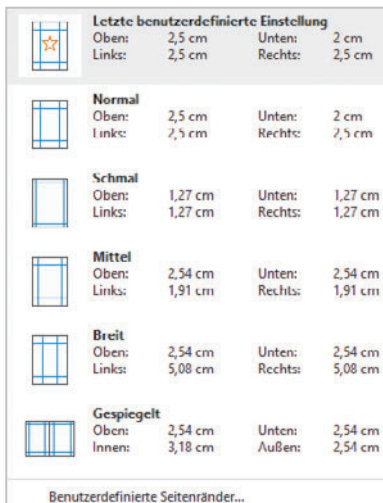 Letzte benutzerdefinierte Einstellung
Oben: 2,5 cm Unten: 2 cm
Links: 2,5 cm Rechts: 2,5 cm
Normal
Oben: 2,5 cm Unten: 2 cm
Links: 2,5 cm Rechts: 2,5 cm
Schmal
Oben: 1,27 cm Unten: 1,27 cm
Links: 1,27 cm Rechts: 1,27 cm
Mittel
Oben: 2,54 cm Unten: 2,54 cm
Links: 1,91 cm Rechts: 1,91 cm
Breit
Oben: 2,54 cm Unten: 2,54 cm
Links: 5,08 cm Rechts: 5,08 cm
Gespiegelt
Oben: 2,54 cm Unten: 2,54 cm
Innen: 3,18 cm Außen: 2,54 cm
Benutzerdefinierte Seitenränder...